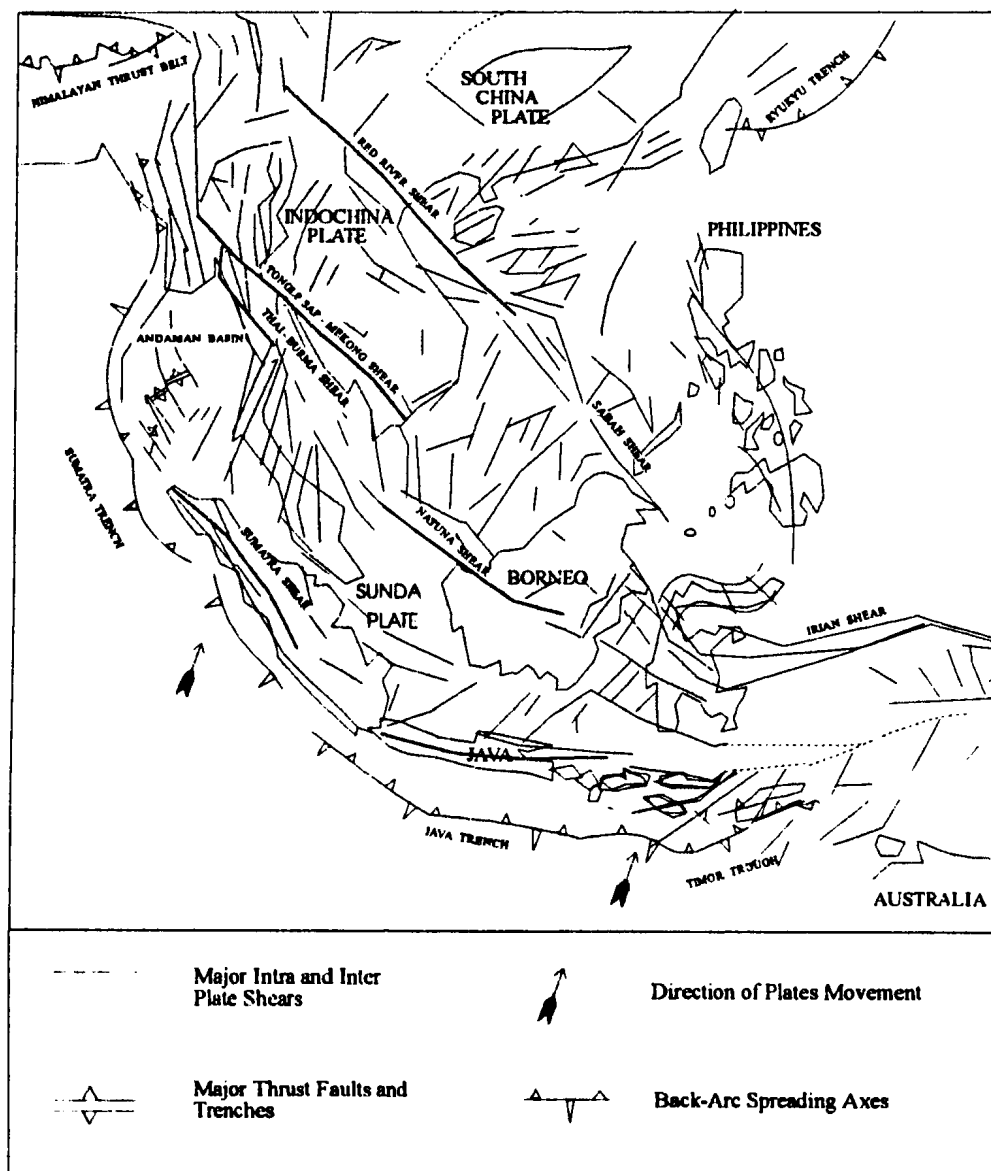 HIMALAYAN THRUST BELT
SOUTH
CHINA
PLATE
RYUKYU TRENCH
RED RIVER SHEAR
INDOCHINA
PLATE
PHILIPPINES
TONGLE SAP - MEKONG SHEAR
THAI - BURMA SHEAR
ANDAMAN BASIN
SABAH SHEAR
SUMATRA TRENCH
NATUNA SHEAR
SUMATRA SHEAR
SUNDA
PLATE
BORNEO
IRIAN SHEAR
JAVA
JAVA TRENCH
TIMOR TROUGH
AUSTRALIA
Major Intra and Inter
Plate Shears
Direction of Plates Movement
Major Thrust Faults and
Trenches
Back-Arc Spreading Axes